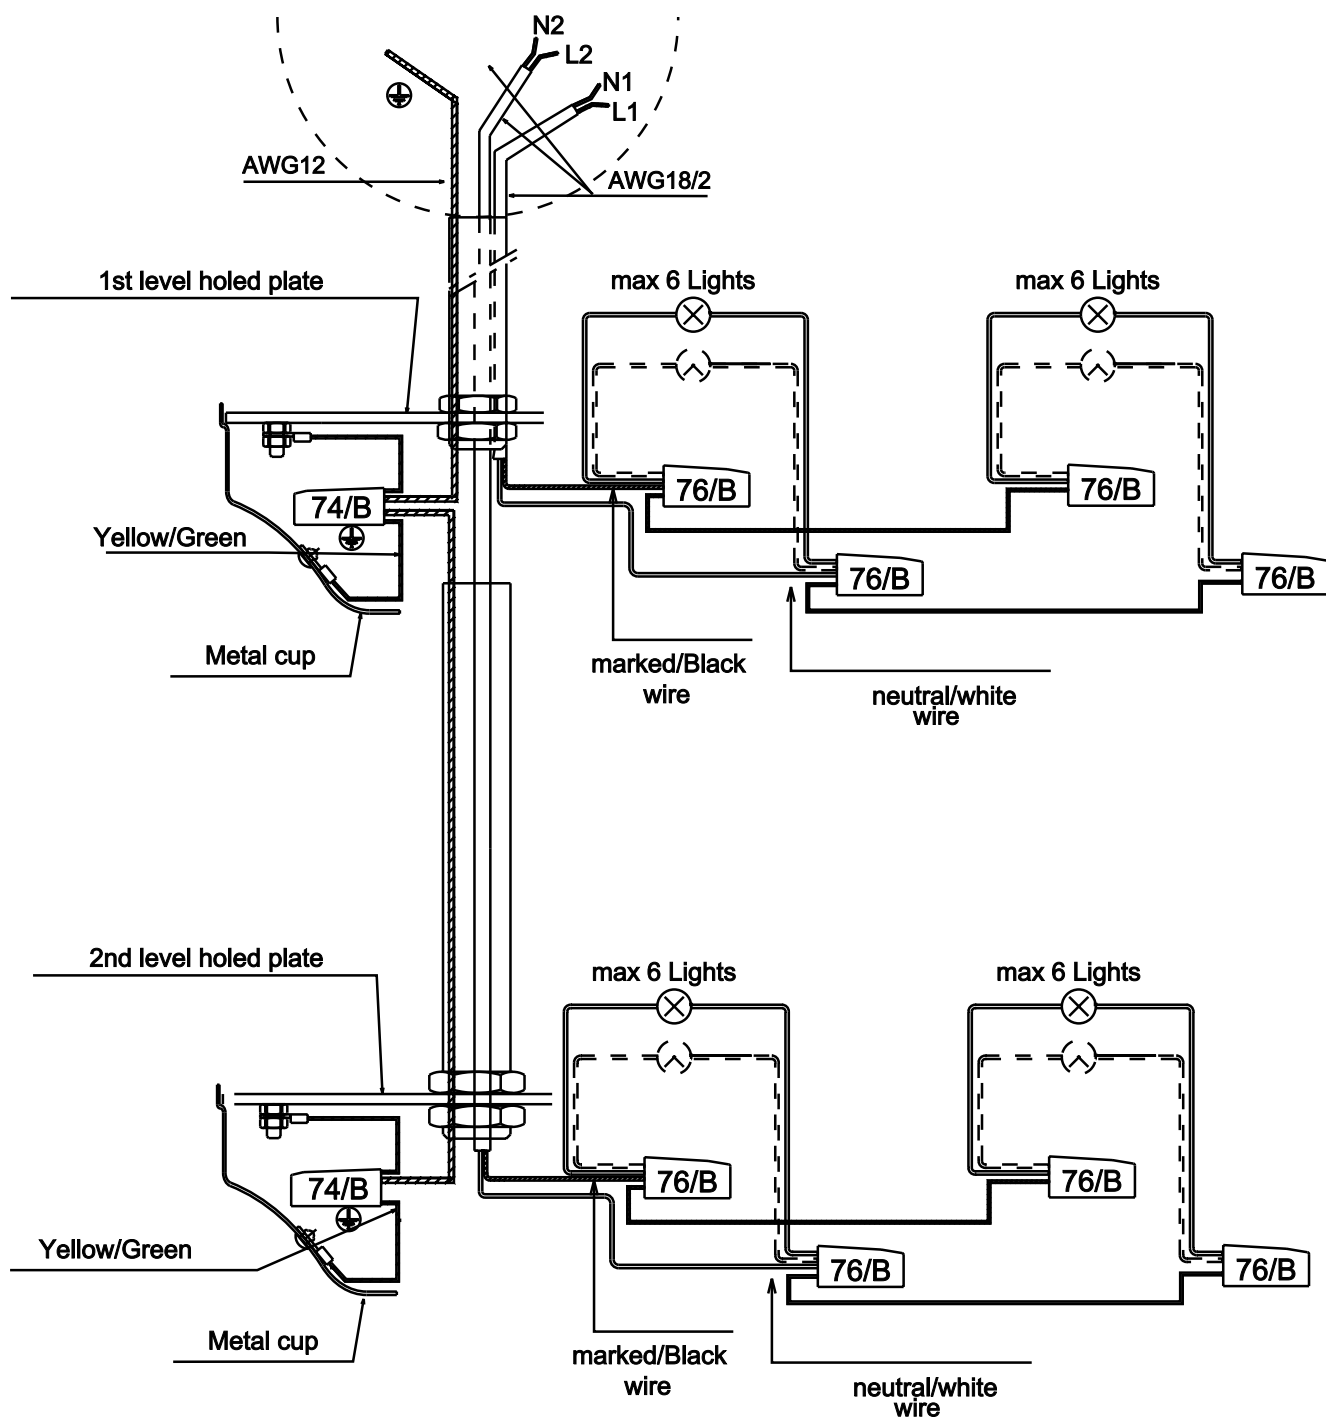 N2
L2
N1
L1
AWG12
AWG18/2
1st level holed plate
max 6 Lights
max 6 Lights
74/B
76/B
76/B
Yellow/Green
76/B
76/B
Metal cup
marked/Black
wire
neutral/white
wire
2nd level holed plate
max 6 Lights
max 6 Lights
74/B
76/B
76/B
Yellow/Green
76/B
76/B
Metal cup
marked/Black
wire
neutral/white
wire